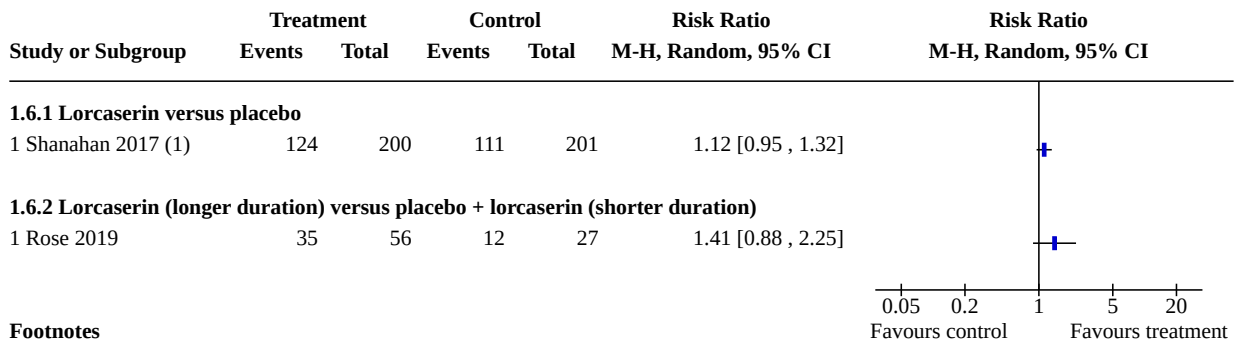 Treatment Control Risk Ratio Risk Ratio
Study or Subgroup Events Total Events Total M-H, Random, 95% CI M-H, Random, 95% CI
1.6.1 Lorcaserin versus placebo
1 Shanahan 2017 (1) 124 200 111 201 1.12 [0.95 , 1.32]
1.6.2 Lorcaserin (longer duration) versus placebo + lorcaserin (shorter duration)
1 Rose 2019 35 56 12 27 1.41 [0.88 , 2.25]
0.05 0.2 1 5 20
Footnotes Favours control Favours treatment